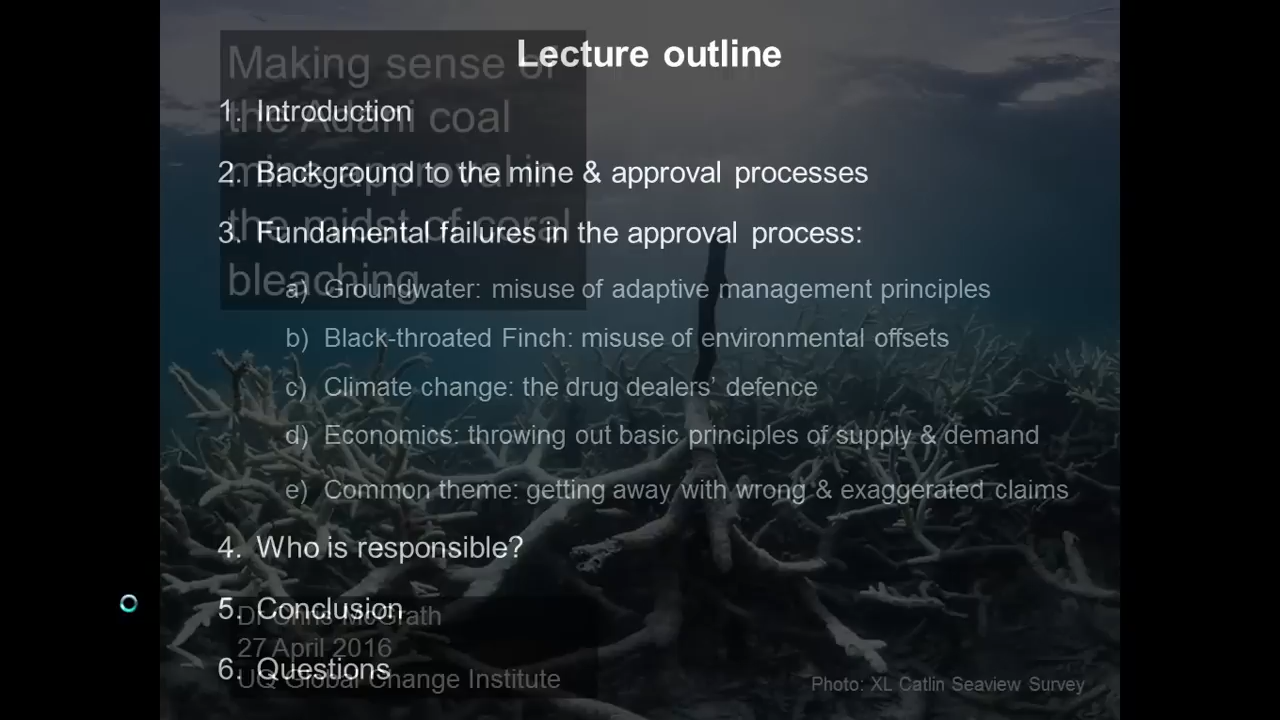 Lecture outline
Making sense of
the Adani coal
mine approval in
the midst of coral
bleaching
1. Introduction
2. Background to the mine & approval processes
3. Fundamental failures in the approval process:
a) Groundwater: misuse of adaptive management principles
b) Black-throated Finch: misuse of environmental offsets
c) Climate change: the drug dealers’ defence
d) Economics: throwing out basic principles of supply & demand
e) Common theme: getting away with wrong & exaggerated claims
4. Who is responsible?
5. Conclusion
6. Questions
Dr Chris McGrath
27 April 2016
UQ Global Change Institute
Photo: XL Catlin Seaview Survey